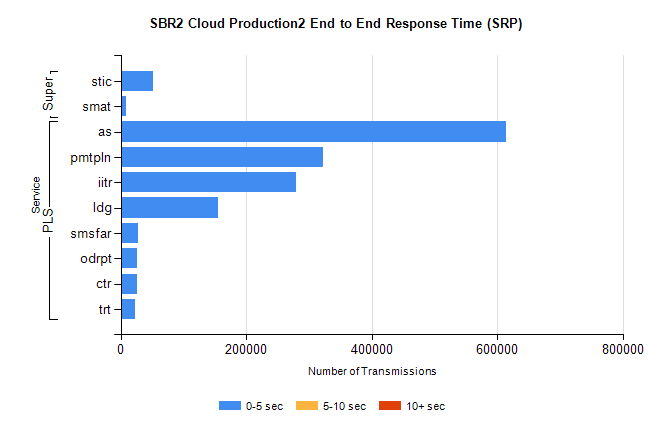 SBR2 Cloud Production2 End to End Response Time (SRP)
Super
stic
smat
Service
PLS
as
pmtpln
iitr
ldg
smsfar
odrpt
ctr
trt
0
200000
400000
600000
800000
Number of Transmissions
0-5 sec
5-10 sec
10+ sec